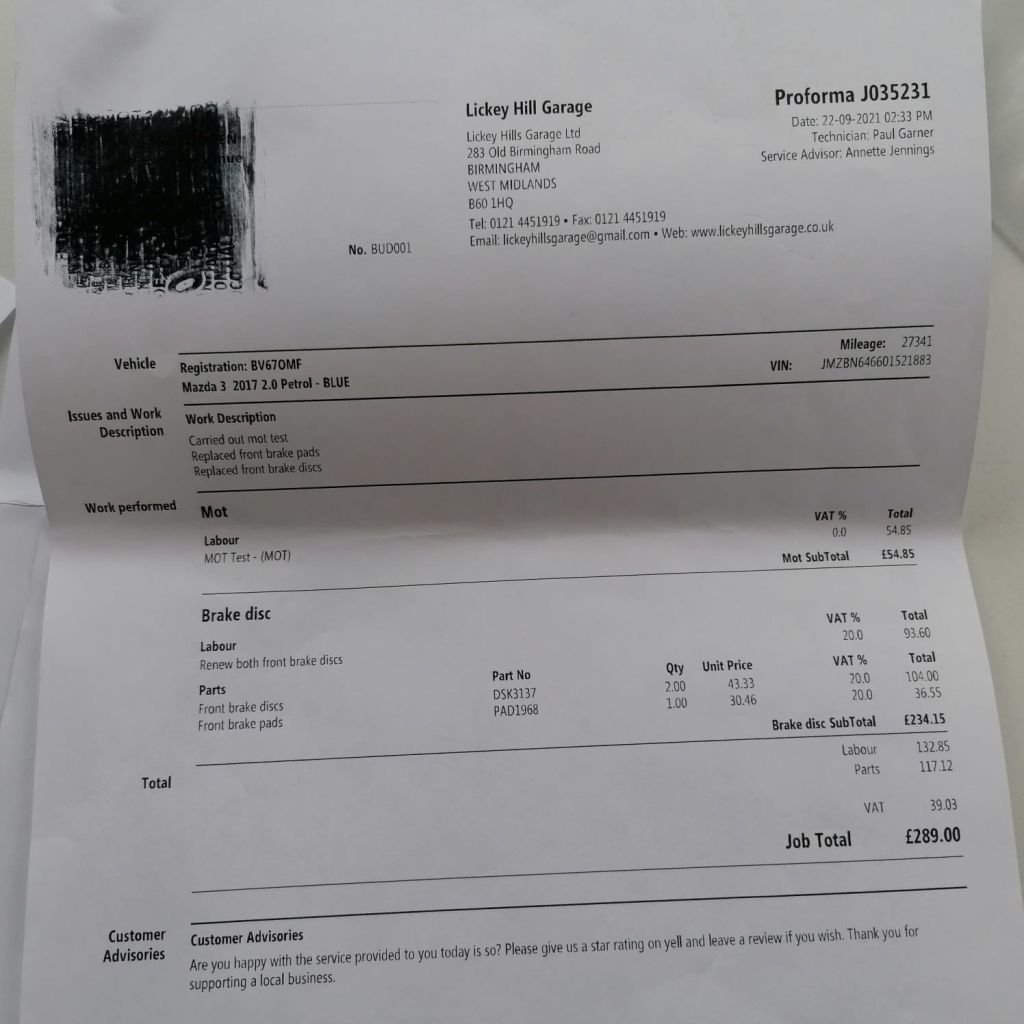 Lickey Hill Garage
Lickey Hills Garage Ltd
283 Old Birmingham Road
BIRMINGHAM
WEST MIDLANDS
B60 1HQ
Tel: 0121 4451919 • Fax: 0121 4451919
Email: lickeyhillsgarage@gmail.com • Web: www.lickeyhillsgarage.co.uk
Proforma J035231
Date: 22-09-2021 02:33 PM
Technician: Paul Garner
Service Advisor: Annette Jennings
No. BUD001
Vehicle
Registration: BV67OMF
Mazda 3 2017 2.0 Petrol - BLUE
Mileage: 27341
VIN: JMZBN646601521883
Issues and Work
Description
Work Description
Carried out mot test
Replaced front brake pads
Replaced front brake discs
Work performed
Mot
VAT % Total
Labour 0.0 54.85
MOT Test - (MOT)
Mot SubTotal £54.85
Brake disc
VAT % Total
Labour 20.0 93.60
Renew both front brake discs
Parts Part No Qty Unit Price VAT % Total
Front brake discs DSK3137 2.00 43.33 20.0 104.00
Front brake pads PAD1968 1.00 30.46 20.0 36.55
Brake disc SubTotal £234.15
Total
Labour 132.85
Parts 117.12
VAT 39.03
Job Total £289.00
Customer
Advisories
Customer Advisories
Are you happy with the service provided to you today is so? Please give us a star rating on yell and leave a review if you wish. Thank you for
supporting a local business.